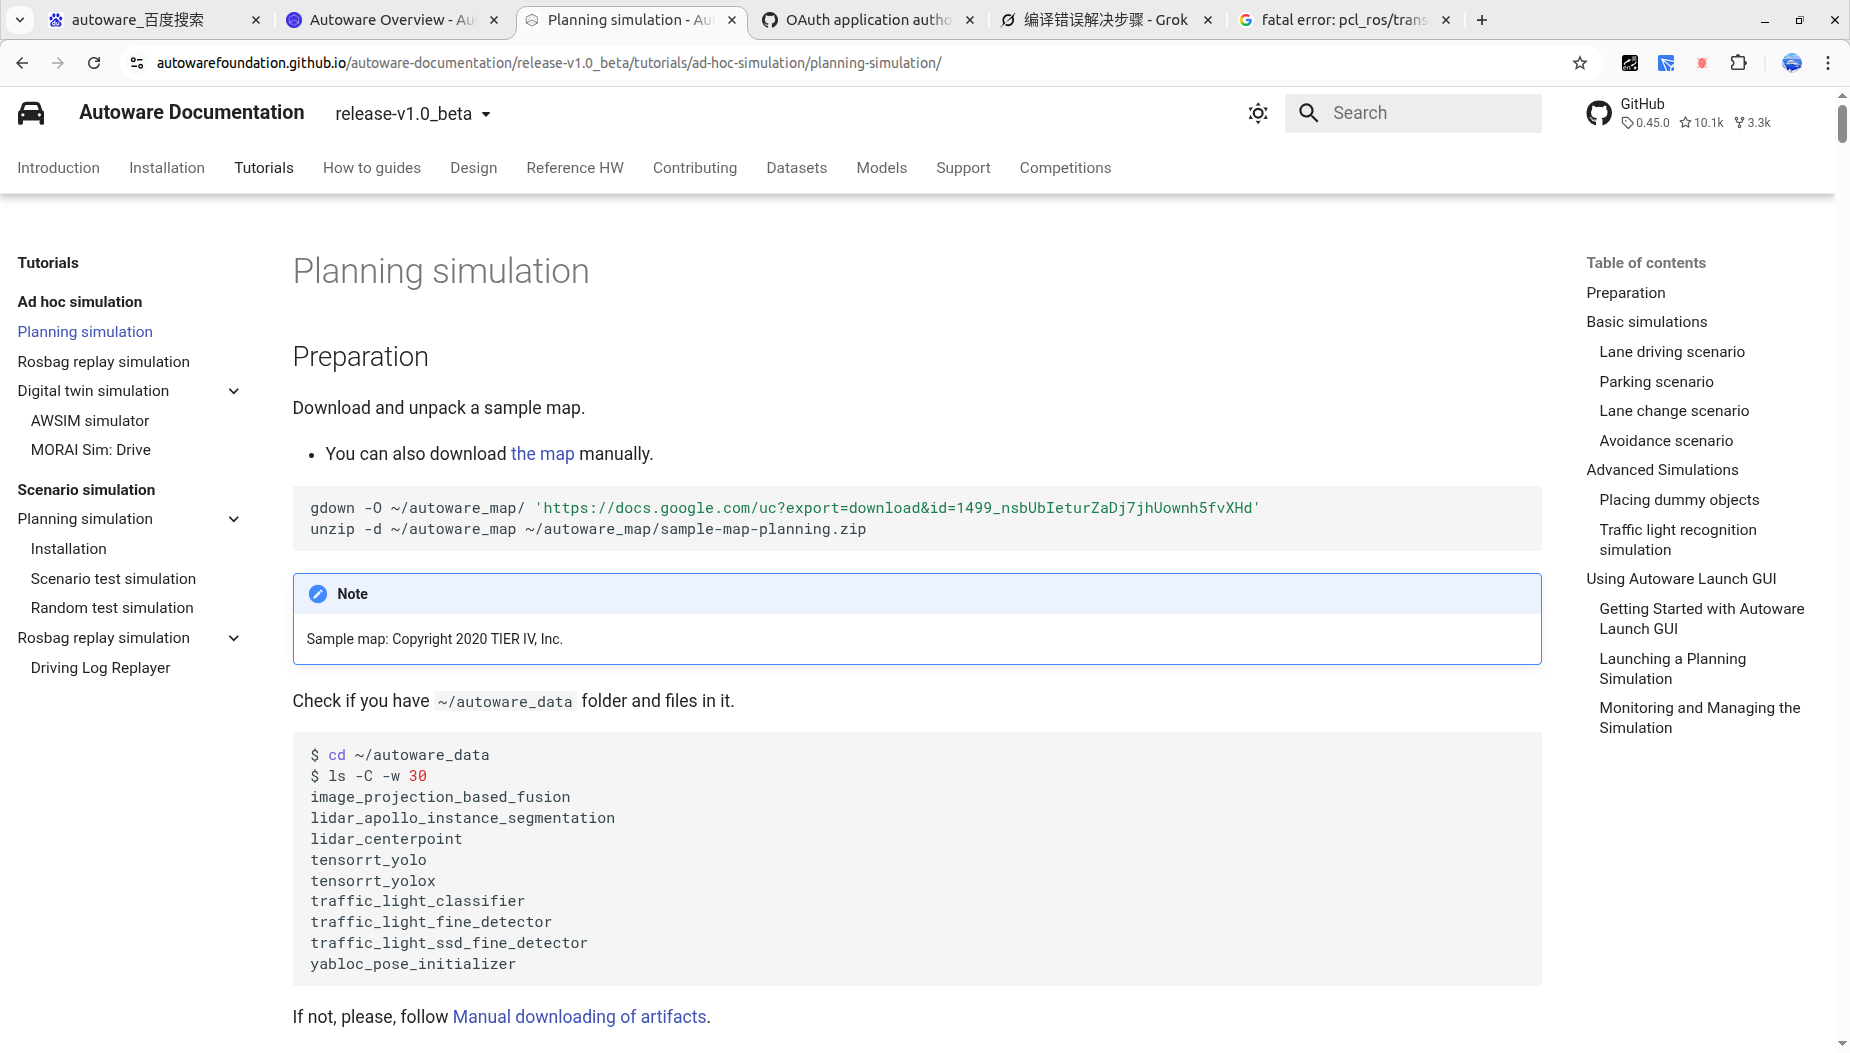 autoware_百度搜索
Autoware Overview - Au
Planning simulation - Au
OAuth application autho
编译错误解决步骤 - Grok
fatal error: pcl_ros/trans
autowarefoundation.github.io/autoware-documentation/release-v1.0_beta/tutorials/ad-hoc-simulation/planning-simulation/
Autoware Documentation
release-v1.0_beta
Search
GitHub
0.45.0 10.1k 3.3k
Introduction
Installation
Tutorials
How to guides
Design
Reference HW
Contributing
Datasets
Models
Support
Competitions
Tutorials
Ad hoc simulation
Planning simulation
Rosbag replay simulation
Digital twin simulation
AWSIM simulator
MORAI Sim: Drive
Scenario simulation
Planning simulation
Installation
Scenario test simulation
Random test simulation
Rosbag replay simulation
Driving Log Replayer
Planning simulation
Preparation
Download and unpack a sample map.
• You can also download the map manually.
gdown -O ~/autoware_map/ 'https://docs.google.com/uc?export=download&id=1499_nsbUbIeturZaDj7jhUownh5fvXHd'
unzip -d ~/autoware_map ~/autoware_map/sample-map-planning.zip
Note
Sample map: Copyright 2020 TIER IV, Inc.
Check if you have ~/autoware_data folder and files in it.
$ cd ~/autoware_data
$ ls -C -w 30
image_projection_based_fusion
lidar_apollo_instance_segmentation
lidar_centerpoint
tensorrt_yolo
tensorrt_yolox
traffic_light_classifier
traffic_light_fine_detector
traffic_light_ssd_fine_detector
yabloc_pose_initializer
If not, please, follow Manual downloading of artifacts.
Table of contents
Preparation
Basic simulations
Lane driving scenario
Parking scenario
Lane change scenario
Avoidance scenario
Advanced Simulations
Placing dummy objects
Traffic light recognition
simulation
Using Autoware Launch GUI
Getting Started with Autoware
Launch GUI
Launching a Planning
Simulation
Monitoring and Managing the
Simulation